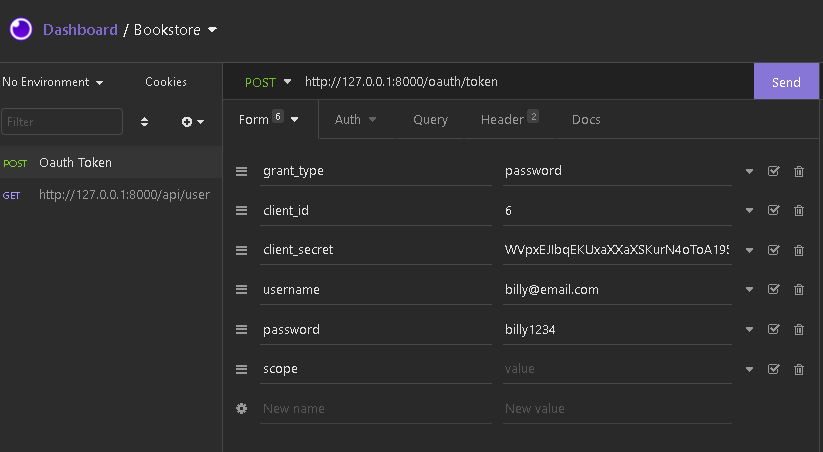 Dashboard / Bookstore
No Environment Cookies
POST http://127.0.0.1:8000/oauth/token Send
Filter
Form 6 Auth Query Header 2 Docs
POST Oauth Token
GET http://127.0.0.1:8000/api/user
grant_type password
client_id 6
client_secret
username billy@email.com
password billy1234
scope value
New name New value